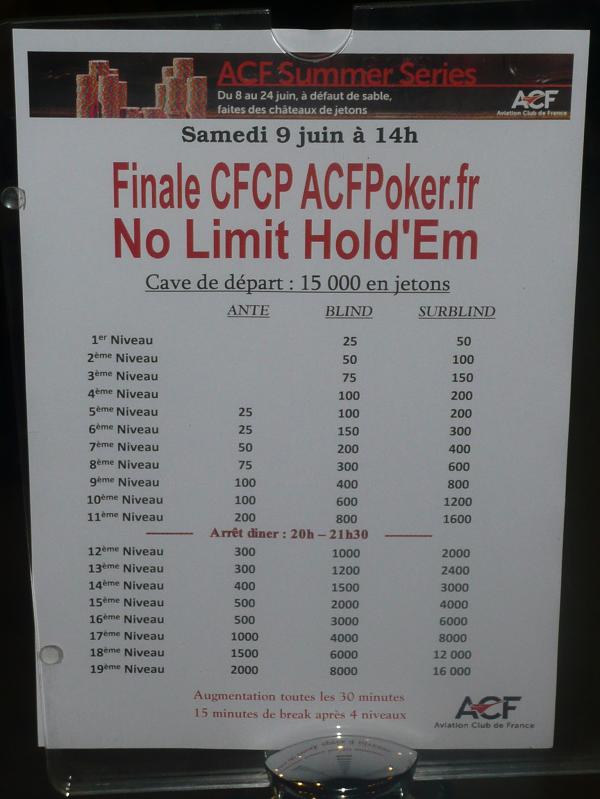 ACF Summer Series
Du 8 au 24 juin, à défaut de sable,
faites des châteaux de jetons
ACF
Aviation Club de France
Samedi 9 juin à 14h
Finale CFCP ACFPoker.fr
No Limit Hold'Em
Cave de départ : 15 000 en jetons
ANTE BLIND SURBLIND
1er Niveau 25 50
2ème Niveau 50 100
3ème Niveau 75 150
4ème Niveau 100 200
5ème Niveau 25 100 200
6ème Niveau 25 150 300
7ème Niveau 50 200 400
8ème Niveau 75 300 600
9ème Niveau 100 400 800
10ème Niveau 100 600 1200
11ème Niveau 200 800 1600
Arrêt diner : 20h – 21h30
12ème Niveau 300 1000 2000
13ème Niveau 300 1200 2400
14ème Niveau 400 1500 3000
15ème Niveau 500 2000 4000
16ème Niveau 500 3000 6000
17ème Niveau 1000 4000 8000
18ème Niveau 1500 6000 12 000
19ème Niveau 2000 8000 16 000
Augmentation toutes les 30 minutes
15 minutes de break après 4 niveaux
ACF
Aviation Club de France